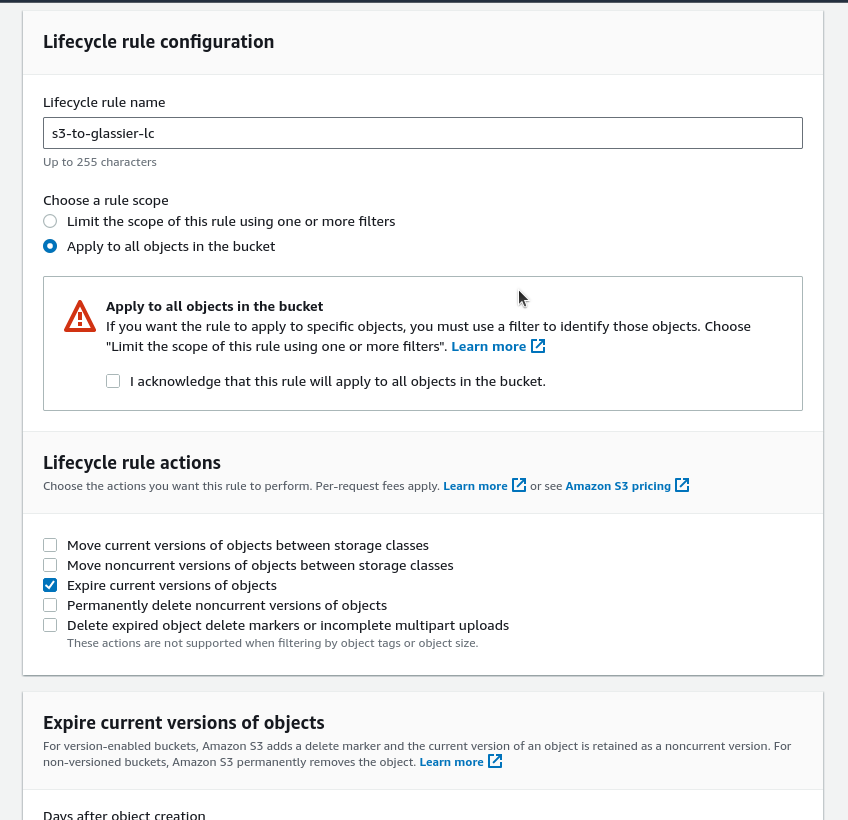 Lifecycle rule configuration
Lifecycle rule name
s3-to-glassier-lc
Up to 255 characters
Choose a rule scope
Limit the scope of this rule using one or more filters
Apply to all objects in the bucket
Apply to all objects in the bucket
If you want the rule to apply to specific objects, you must use a filter to identify those objects. Choose
"Limit the scope of this rule using one or more filters". Learn more
I acknowledge that this rule will apply to all objects in the bucket.
Lifecycle rule actions
Choose the actions you want this rule to perform. Per-request fees apply. Learn more or see Amazon S3 pricing
Move current versions of objects between storage classes
Move noncurrent versions of objects between storage classes
Expire current versions of objects
Permanently delete noncurrent versions of objects
Delete expired object delete markers or incomplete multipart uploads
These actions are not supported when filtering by object tags or object size.
Expire current versions of objects
For version-enabled buckets, Amazon S3 adds a delete marker and the current version of an object is retained as a noncurrent version. For
non-versioned buckets, Amazon S3 permanently removes the object. Learn more
Days after object creation